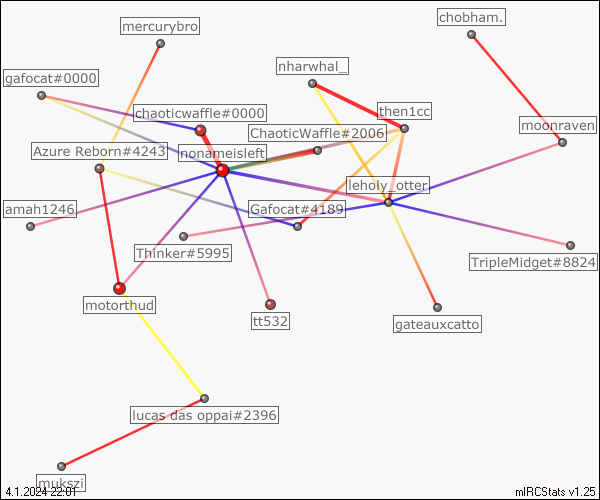 chobham.
mercurybro
nharwhal_
gafocat#0000
chaoticwaffle#0000
then1cc
ChaoticWaffle#2006
moonraven
Azure Reborn#4243
nonameisleft
leholy_otter
amah1246
Gafocat#4189
Thinker#5995
TripleMidget#8824
motorthud
tt532
gateauxcatto
lucas das oppai#2396
mukszi
4.1.2024 22:01
mIRCStats v1.25